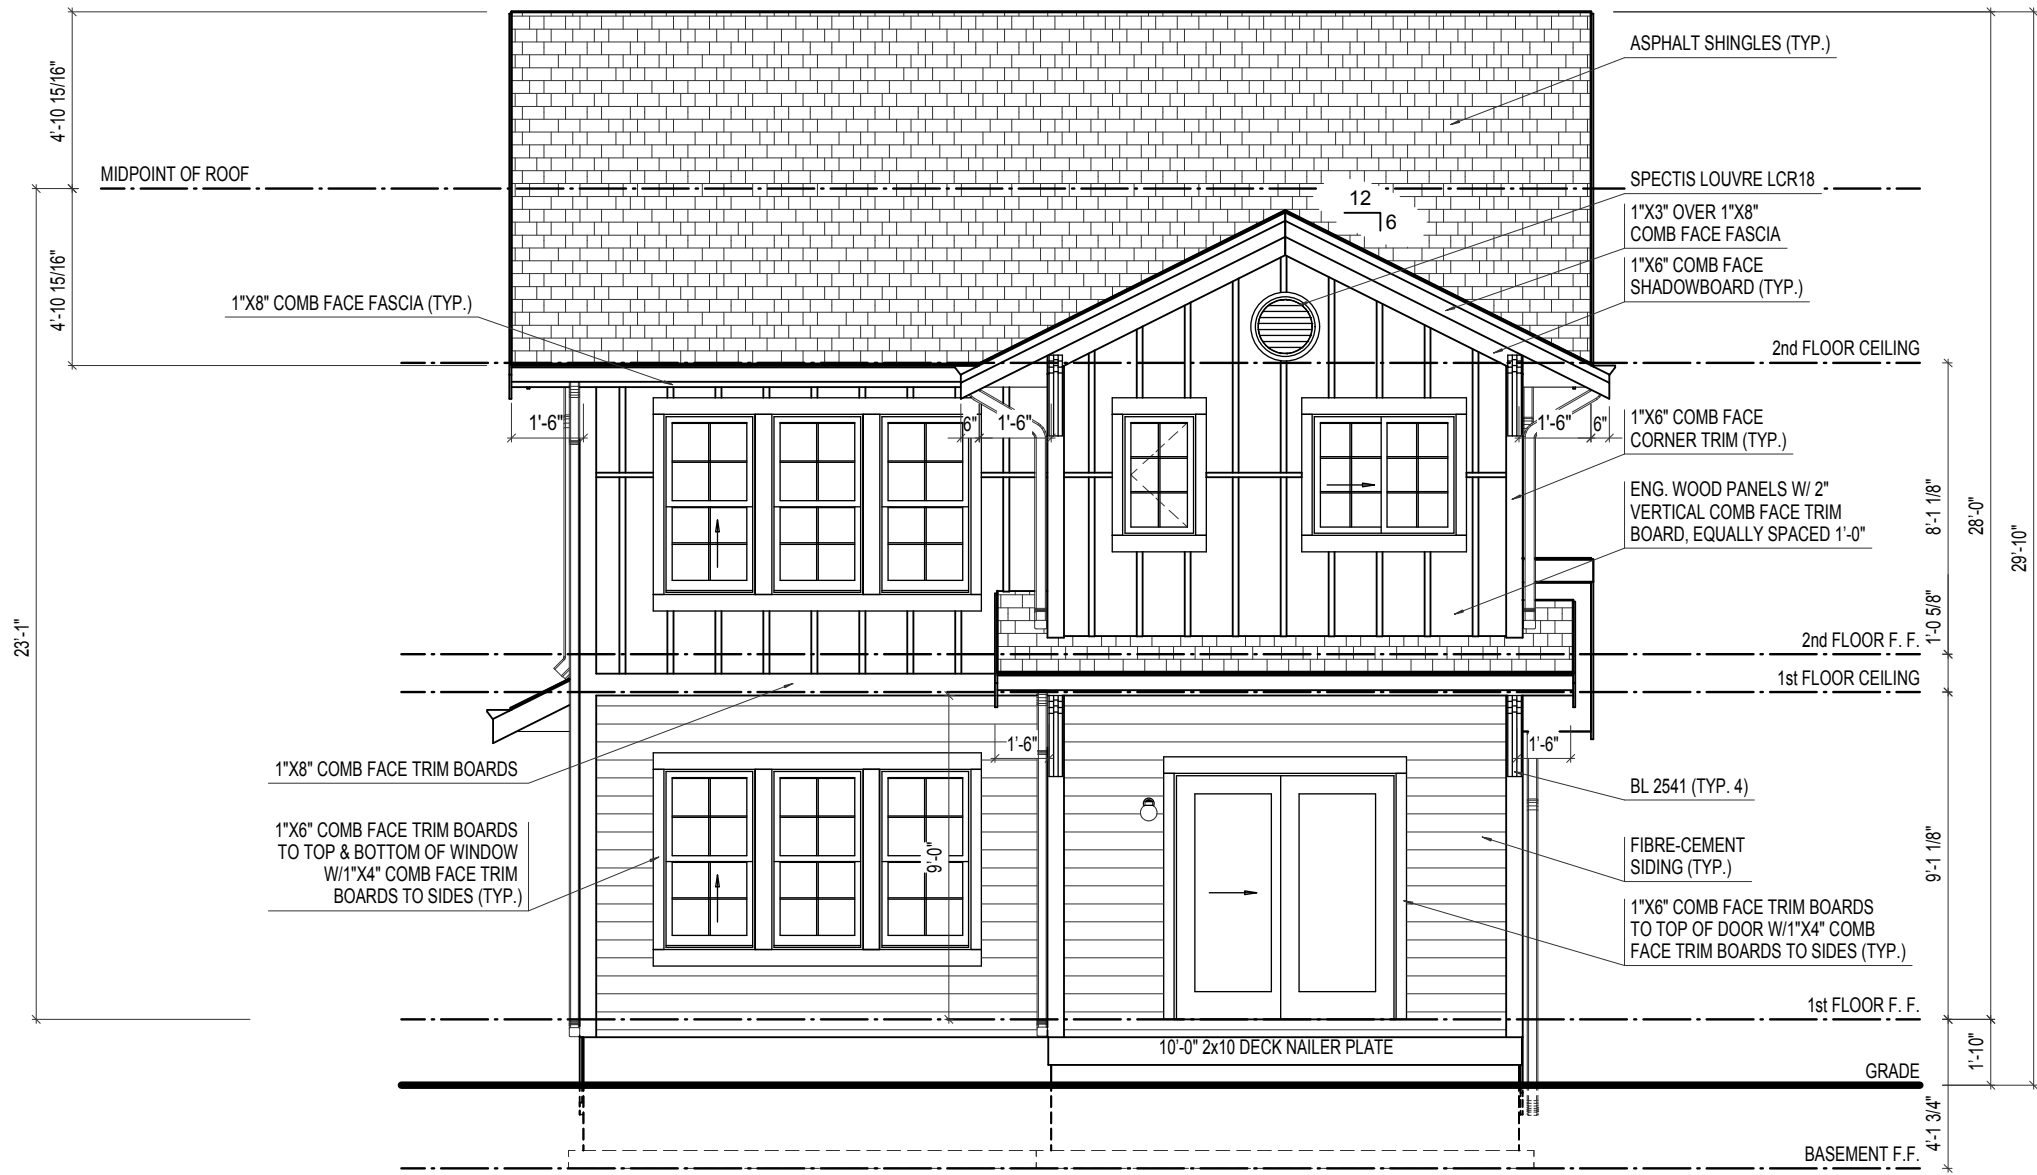 ASPHALT SHINGLES (TYP.)
4'-10 15/16"
MIDPOINT OF ROOF
SPECTIS LOUVRE LCR18
12
6
1"X3" OVER 1"X8"
COMB FACE FASCIA
1"X6" COMB FACE
SHADOWBOARD (TYP.)
4'-10 15/16"
1"X8" COMB FACE FASCIA (TYP.)
2nd FLOOR CEILING
1'-6"
6"
1'-6"
1'-6"
6"
1"X6" COMB FACE
CORNER TRIM (TYP.)
ENG. WOOD PANELS W/ 2"
VERTICAL COMB FACE TRIM
BOARD, EQUALLY SPACED 1'-0"
8'-1 1/8"
28'-0"
29'-10"
23'-1"
1'-0 5/8"
2nd FLOOR F. F.
1st FLOOR CEILING
1'-6"
1'-6"
1"X8" COMB FACE TRIM BOARDS
BL 2541 (TYP. 4)
1"X6" COMB FACE TRIM BOARDS
TO TOP & BOTTOM OF WINDOW
W/1"X4" COMB FACE TRIM
BOARDS TO SIDES (TYP.)
9'-0"
FIBRE-CEMENT
SIDING (TYP.)
9'-1 1/8"
1"X6" COMB FACE TRIM BOARDS
TO TOP OF DOOR W/1"X4" COMB
FACE TRIM BOARDS TO SIDES (TYP.)
1st FLOOR F. F.
10'-0" 2x10 DECK NAILER PLATE
1'-10"
GRADE
4'-1 3/4"
BASEMENT F.F.